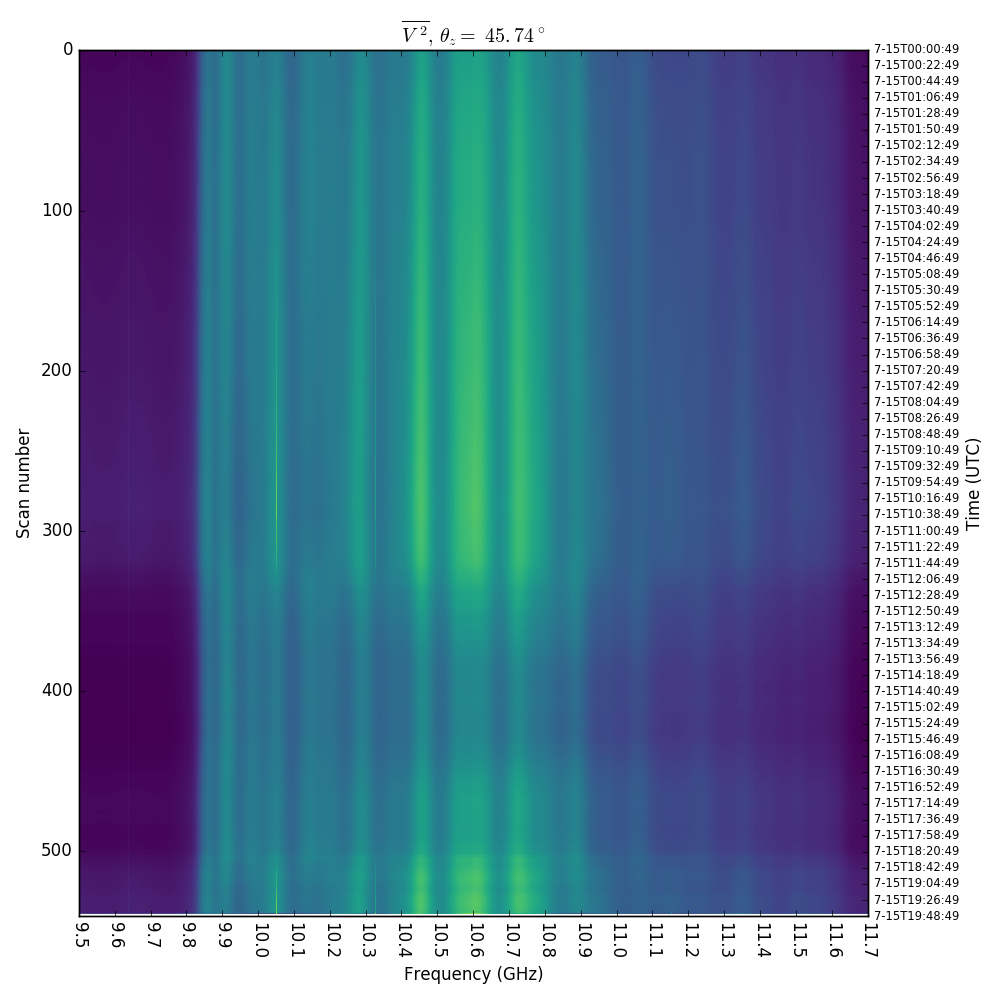 V², θz = 45.74°
Scan number
0
100
200
300
400
500
7-15T00:00:49
7-15T00:22:49
7-15T00:44:49
7-15T01:06:49
7-15T01:28:49
7-15T01:50:49
7-15T02:12:49
7-15T02:34:49
7-15T02:56:49
7-15T03:18:49
7-15T03:40:49
7-15T04:02:49
7-15T04:24:49
7-15T04:46:49
7-15T05:08:49
7-15T05:30:49
7-15T05:52:49
7-15T06:14:49
7-15T06:36:49
7-15T06:58:49
7-15T07:20:49
7-15T07:42:49
7-15T08:04:49
7-15T08:26:49
7-15T08:48:49
7-15T09:10:49
7-15T09:32:49
7-15T09:54:49
7-15T10:16:49
7-15T10:38:49
7-15T11:00:49
7-15T11:22:49
7-15T11:44:49
7-15T12:06:49
7-15T12:28:49
7-15T12:50:49
7-15T13:12:49
7-15T13:34:49
7-15T13:56:49
7-15T14:18:49
7-15T14:40:49
7-15T15:02:49
7-15T15:24:49
7-15T15:46:49
7-15T16:08:49
7-15T16:30:49
7-15T16:52:49
7-15T17:14:49
7-15T17:36:49
7-15T17:58:49
7-15T18:20:49
7-15T18:42:49
7-15T19:04:49
7-15T19:26:49
7-15T19:48:49
Time (UTC)
9.5
9.6
9.7
9.8
9.9
10.0
10.1
10.2
10.3
10.4
10.5
10.6
10.7
10.8
10.9
11.0
11.1
11.2
11.3
11.4
11.5
11.6
11.7
Frequency (GHz)